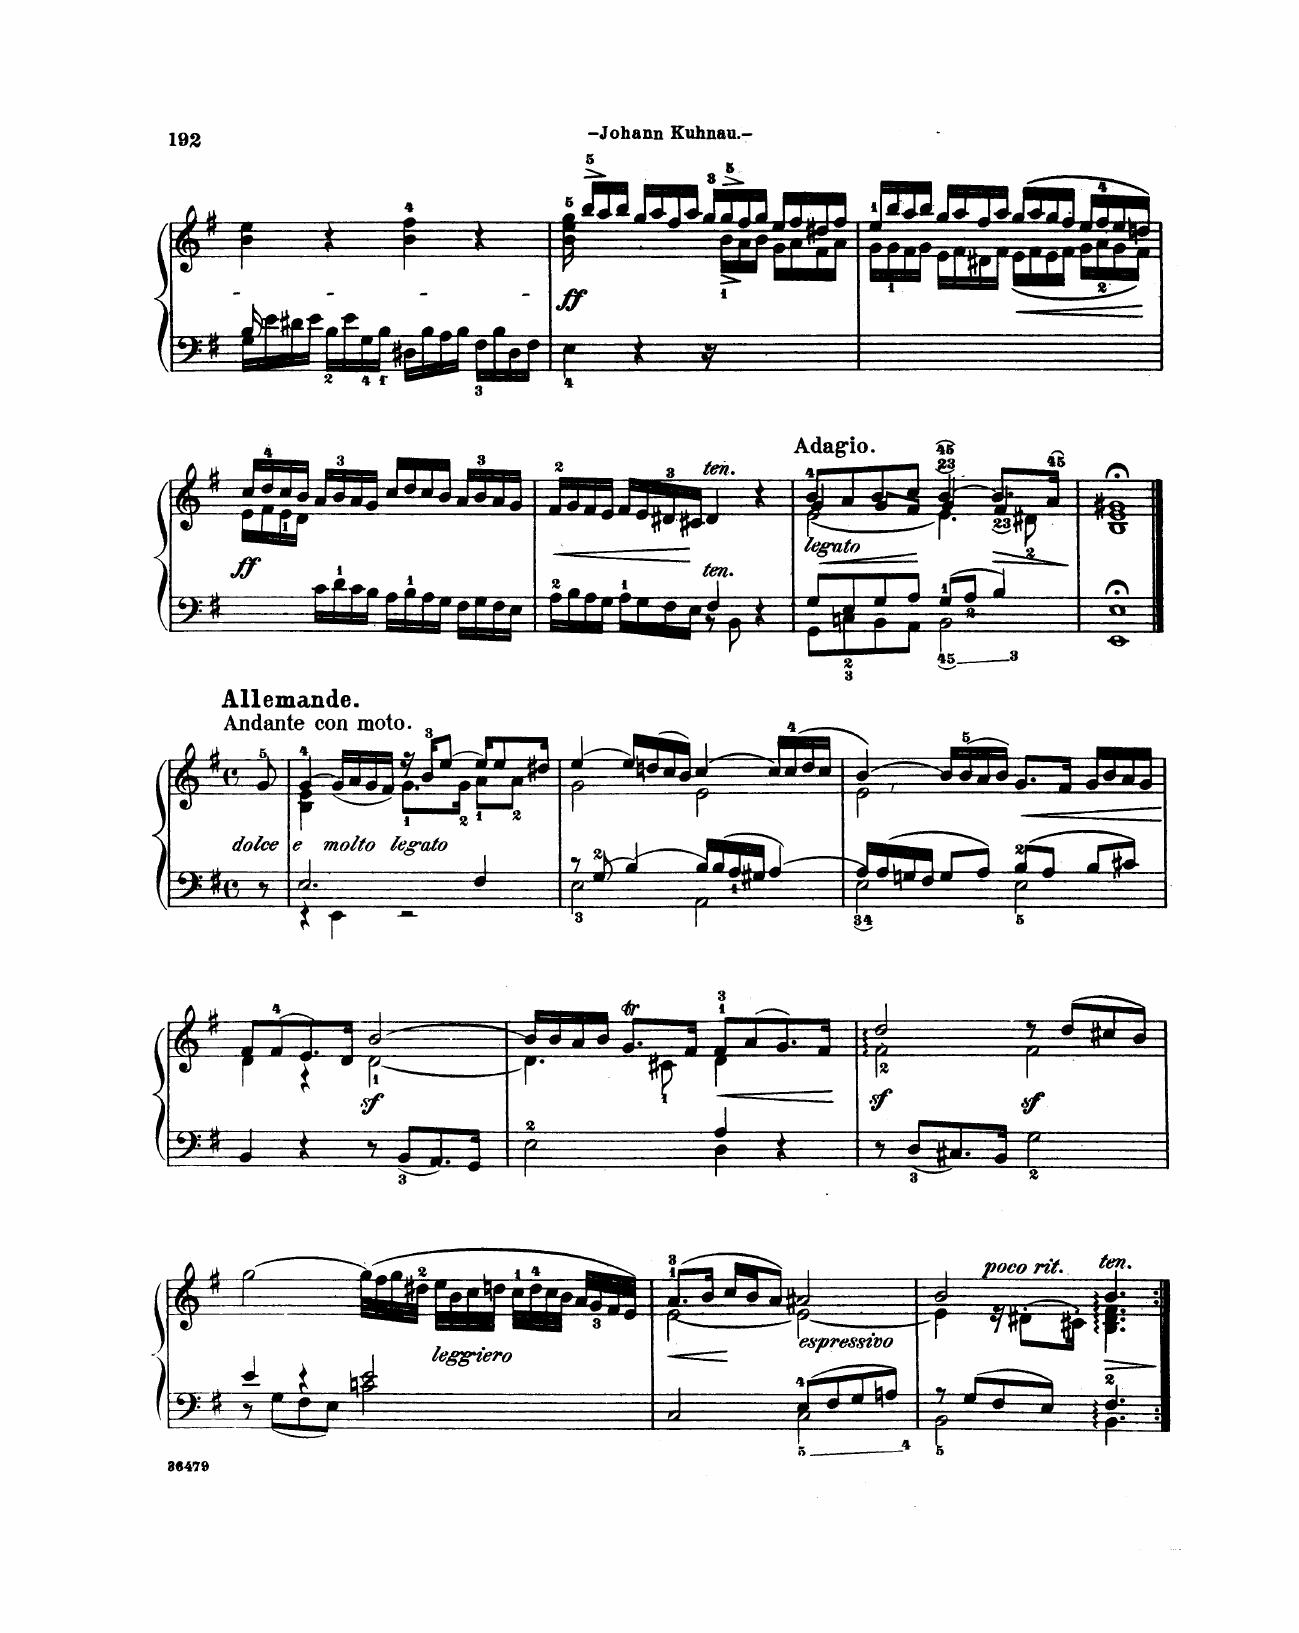 192
-Johann Kuhnau.-
ff
Adagio.
ten.
ff
legato
ten.
Allemande.
Andante con moto.
dolce e molto legato
tr
sf
sf
sf
poco rit.
ten.
leggiero
espressivo
36479